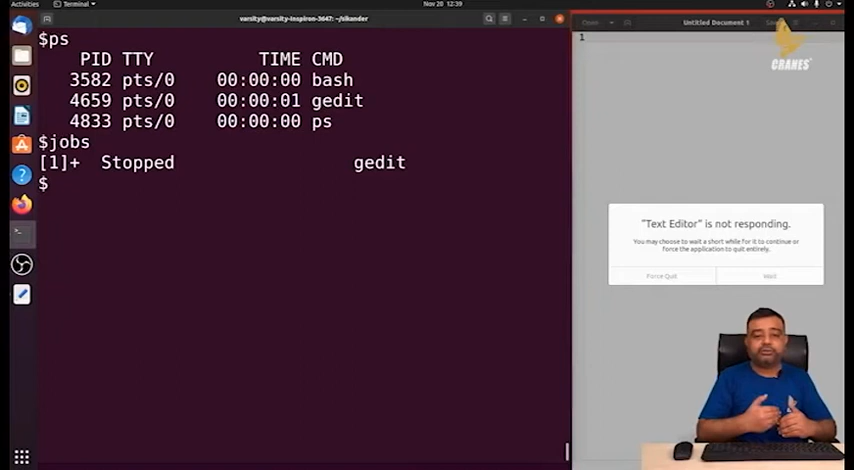 Activities
Terminal
Nov 20 12:39
varsity@varsity-Inspiron-3647: ~/sikander
Open
Untitled Document 1
$ps
PID TTY TIME CMD
3582 pts/0 00:00:00 bash
4659 pts/0 00:00:01 gedit
4833 pts/0 00:00:00 ps
$jobs
[1]+ Stopped gedit
$
1
CRANES
"Text Editor" is not responding.
You may choose to wait a short while for it to continue or
force the application to quit entirely.
Force Quit
Wait